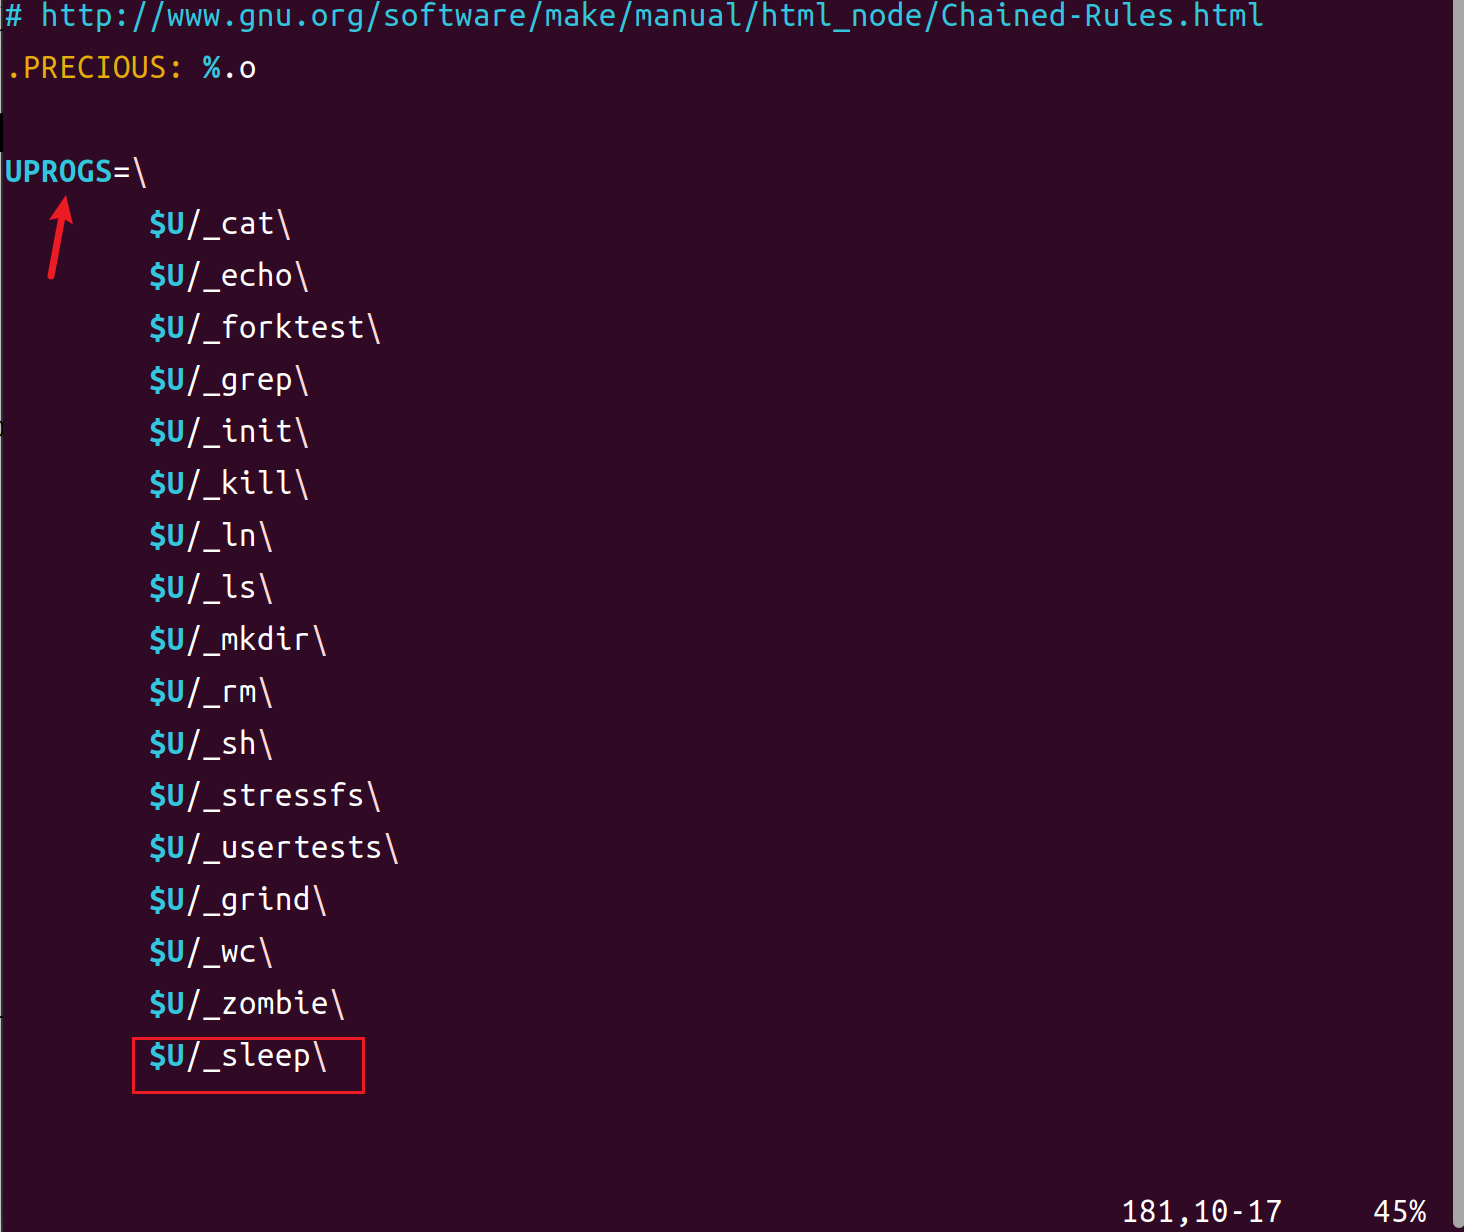 # http://www.gnu.org/software/make/manual/html_node/Chained-Rules.html
.PRECIOUS: %.o
UPROGS=\
$U/_cat\
$U/_echo\
$U/_forktest\
$U/_grep\
$U/_init\
$U/_kill\
$U/_ln\
$U/_ls\
$U/_mkdir\
$U/_rm\
$U/_sh\
$U/_stressfs\
$U/_usertests\
$U/_grind\
$U/_wc\
$U/_zombie\
$U/_sleep\
181,10-17 45%